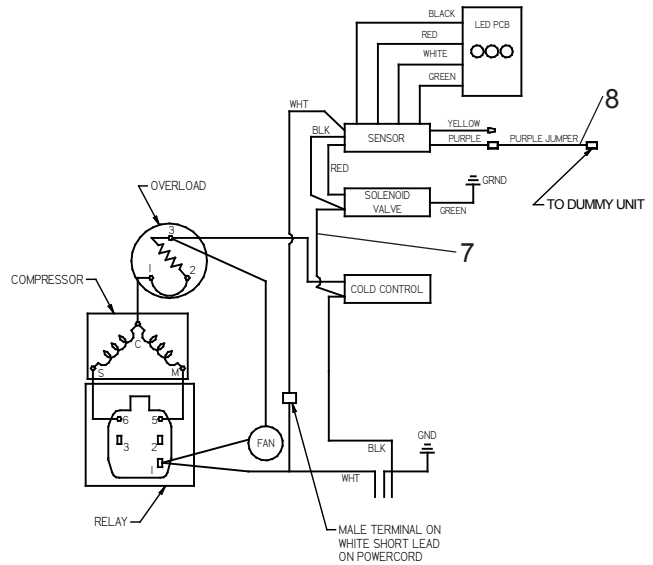 BLACK
LED PCB
RED
WHITE
GREEN
WHT
8
YELLOW
BLK
SENSOR
PURPLE
PURPLE JUMPER
RED
GRND
OVERLOAD
SOLENOID
VALVE
GREEN
TO DUMMY UNIT
3
7
1
2
COMPRESSOR
COLD CONTROL
C
S
M
6
5
3
2
FAN
GND
BLK
1
WHT
RELAY
MALE TERMINAL ON
WHITE SHORT LEAD
ON POWERCORD